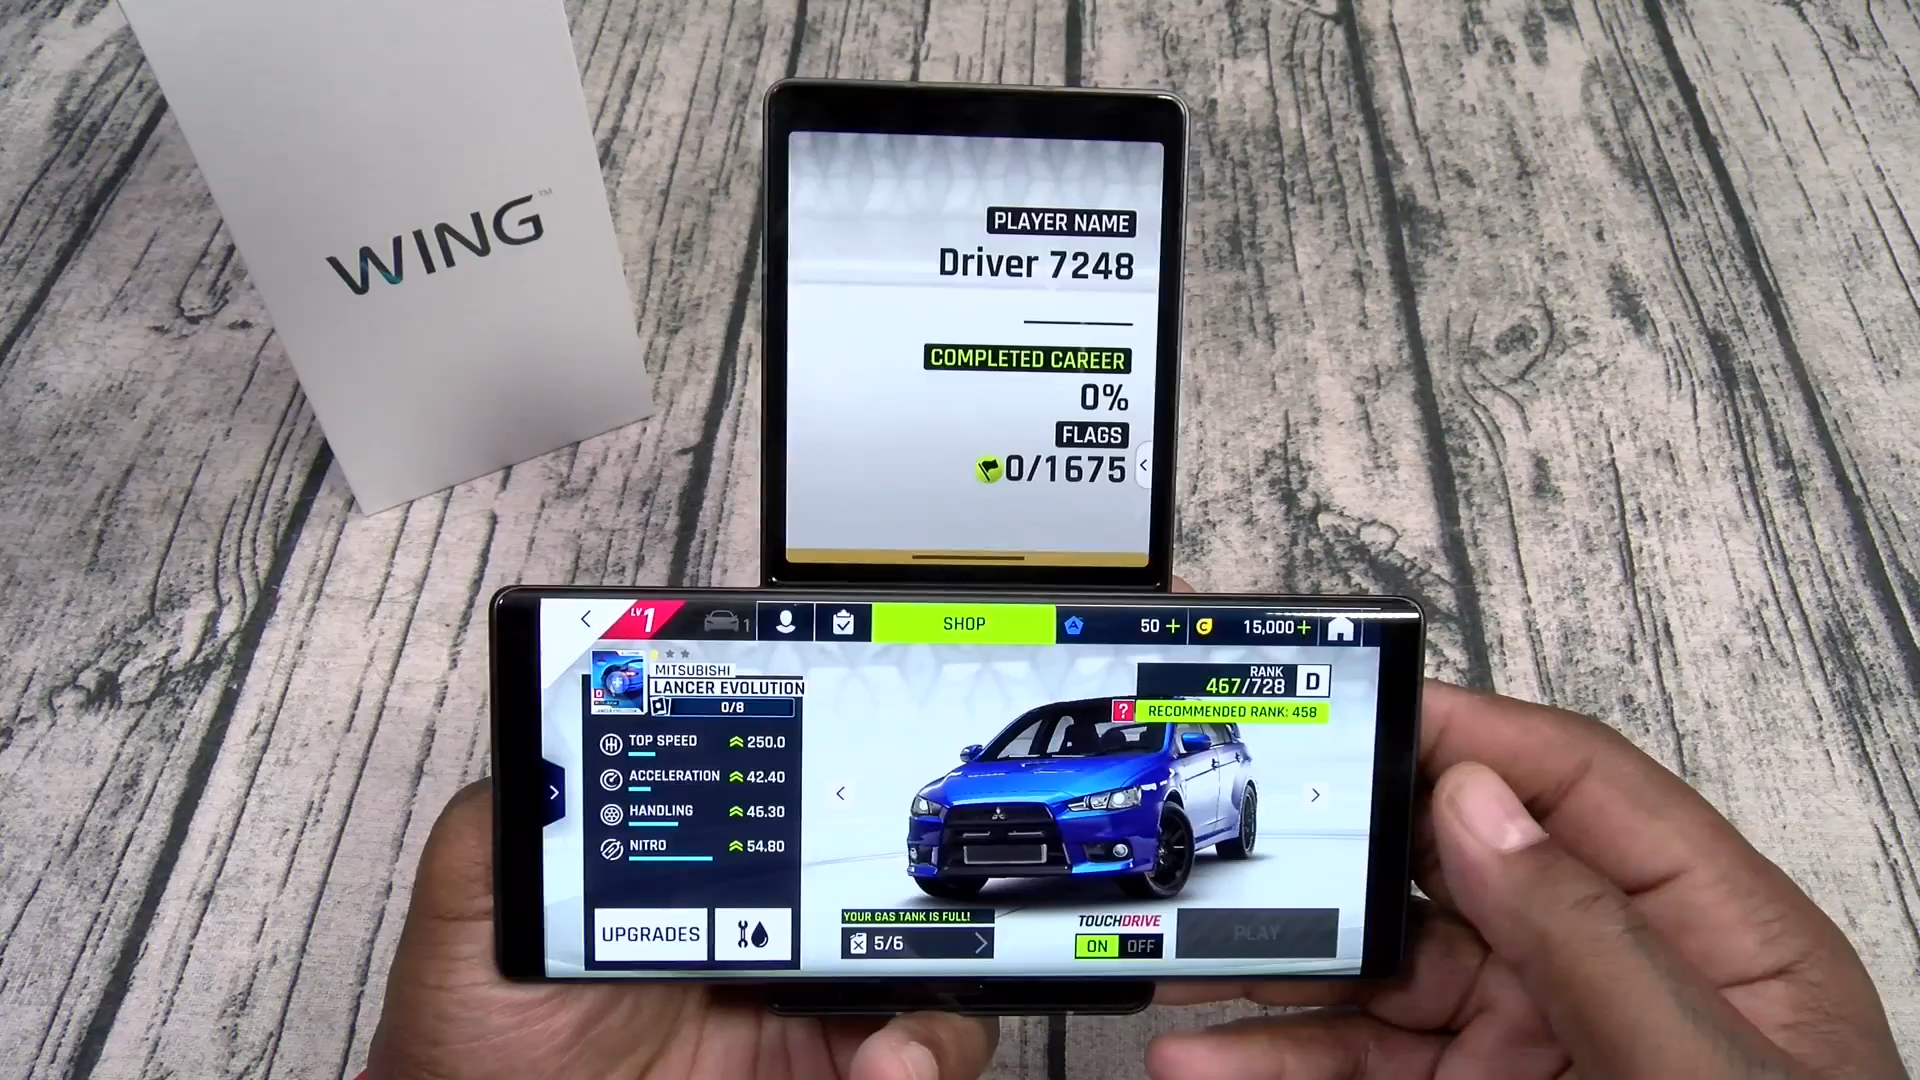 WING™
PLAYER NAME
Driver 7248
COMPLETED CAREER
0%
FLAGS
0/1675
LV 1
1
SHOP
50 +
15,000 +
MITSUBISHI
LANCER EVOLUTION
0/8
RANK
467/728 D
? RECOMMENDED RANK: 458
TOP SPEED 250.0
ACCELERATION 42.40
HANDLING 46.30
NITRO 54.80
UPGRADES
YOUR GAS TANK IS FULL!
5/6
TOUCHDRIVE
ON OFF
PLAY